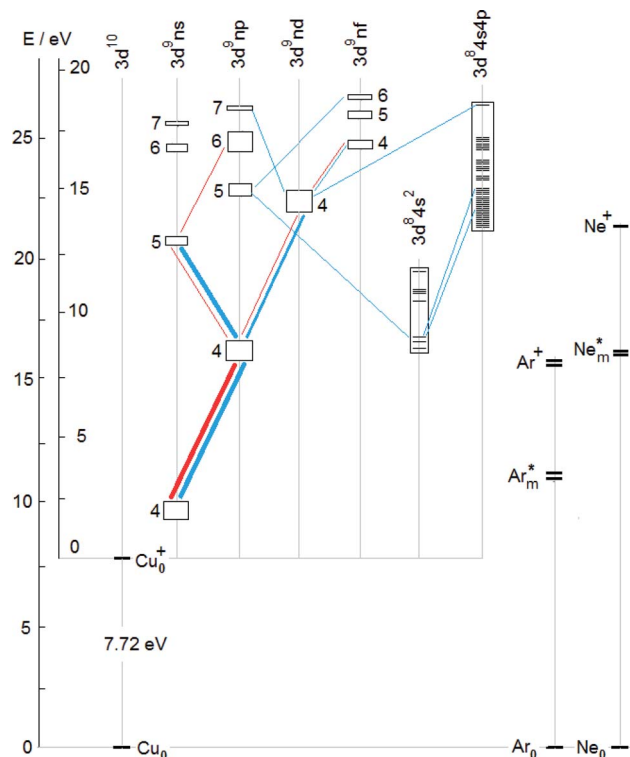 E / eV
3d¹⁰
3d⁹ns
3d⁹np
3d⁹nd
3d⁹nf
3d⁸4s4p
3d⁸4s²
20
15
10
5
0
25
20
15
10
5
0
7
6
5
4
7
6
5
4
4
6
5
4
Ne⁺
Ne*ₘ
Ar⁺
Ar*ₘ
Cu₀⁺
7.72 eV
Cu₀
Ar₀
Ne₀